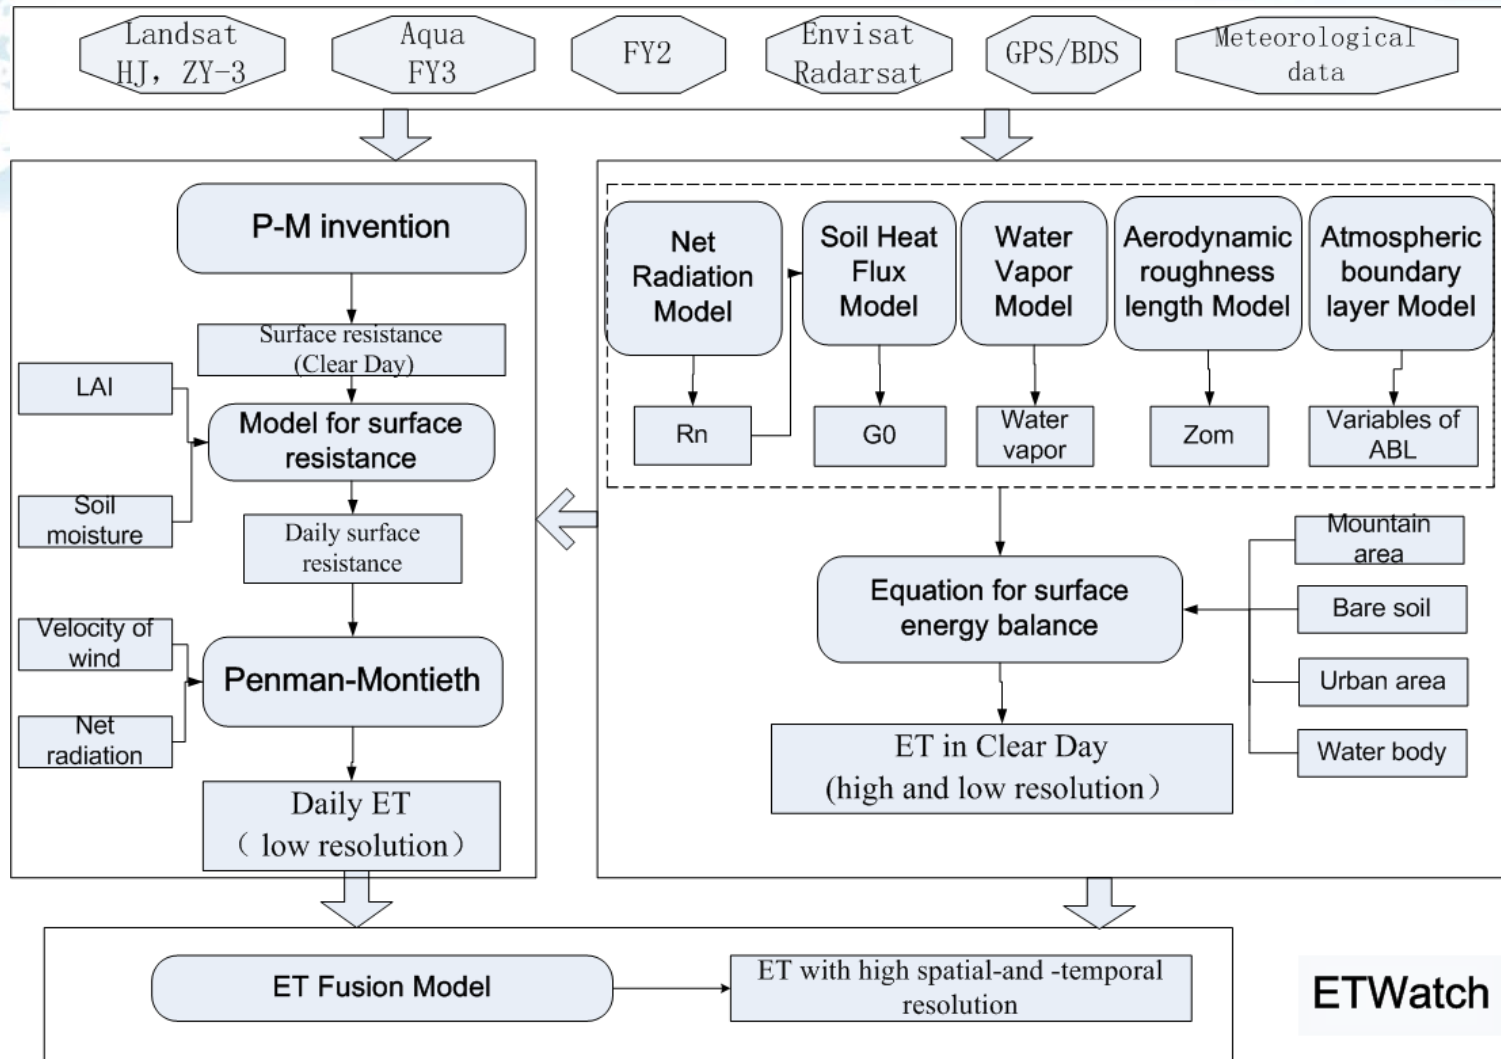 Landsat
HJ, ZY-3
Aqua
FY3
FY2
Envisat
Radarsat
GPS/BDS
Meteorological
data
P-M invention
Surface resistance
(Clear Day)
LAI
Model for surface
resistance
Soil
moisture
Daily surface
resistance
Velocity of
wind
Penman-Montieth
Net
radiation
Daily ET
（ low resolution）
Net
Radiation
Model
Soil Heat
Flux
Model
Water
Vapor
Model
Aerodynamic
roughness
length Model
Atmospheric
boundary
layer Model
Rn
G0
Water
vapor
Zom
Variables of
ABL
Equation for surface
energy balance
Mountain
area
Bare soil
Urban area
Water body
ET in Clear Day
(high and low resolution）
ET Fusion Model
ET with high spatial-and -temporal
resolution
ETWatch